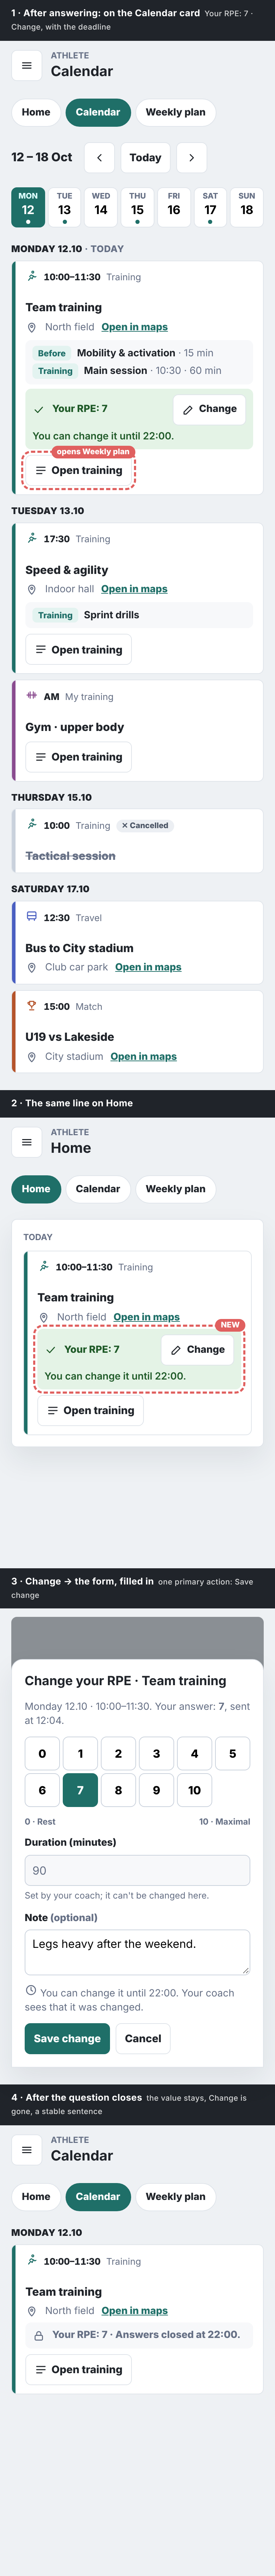 1 · After answering: on the Calendar card Your RPE: 7 ·
Change, with the deadline
ATHLETE
Calendar
Home
Calendar
Weekly plan
12 – 18 Oct
Today
MON
12
TUE
13
WED
14
THU
15
FRI
16
SAT
17
SUN
18
MONDAY 12.10 · TODAY
10:00–11:30 Training
Team training
North field Open in maps
Before Mobility & activation · 15 min
Training Main session · 10:30 · 60 min
Your RPE: 7
Change
You can change it until 22:00.
opens Weekly plan
Open training
TUESDAY 13.10
17:30 Training
Speed & agility
Indoor hall Open in maps
Training Sprint drills
Open training
AM My training
Gym · upper body
Open training
THURSDAY 15.10
10:00 Training ✕ Cancelled
Tactical session
SATURDAY 17.10
12:30 Travel
Bus to City stadium
Club car park Open in maps
15:00 Match
U19 vs Lakeside
City stadium Open in maps
2 · The same line on Home
ATHLETE
Home
Home
Calendar
Weekly plan
TODAY
10:00–11:30 Training
Team training
North field Open in maps
NEW
Your RPE: 7
Change
You can change it until 22:00.
Open training
3 · Change → the form, filled in one primary action: Save
change
Change your RPE · Team training
Monday 12.10 · 10:00–11:30. Your answer: 7, sent
at 12:04.
0 1 2 3 4 5
6 7 8 9 10
0 · Rest
10 · Maximal
Duration (minutes)
90
Set by your coach; it can't be changed here.
Note (optional)
Legs heavy after the weekend.
You can change it until 22:00. Your coach
sees that it was changed.
Save change
Cancel
4 · After the question closes the value stays, Change is
gone, a stable sentence
ATHLETE
Calendar
Home
Calendar
Weekly plan
MONDAY 12.10
10:00–11:30 Training
Team training
North field Open in maps
Your RPE: 7 · Answers closed at 22:00.
Open training